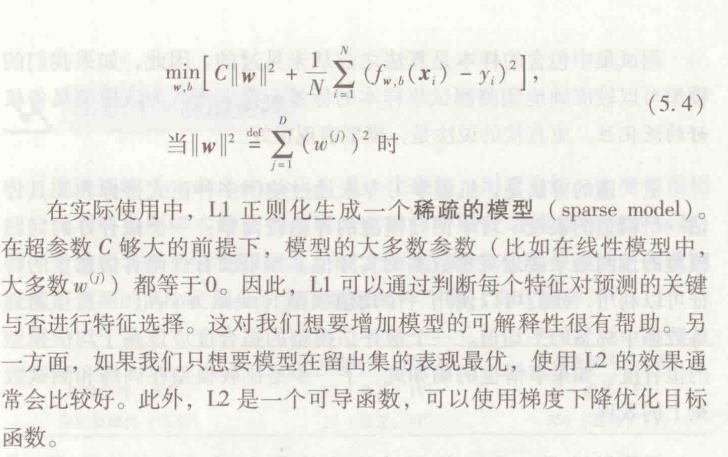 min_{w,b} [ C‖w‖² + \frac{1}{N} \sum_{i=1}^{N} (f_{w,b}(x_i) − y_i)² ],
(5.4)
当‖w‖² \overset{def}{=} \sum_{j=1}^{D} (w^{(j)})² 时
在实际使用中，L1 正则化生成一个稀疏的模型（sparse model）。
在超参数 C 够大的前提下，模型的大多数参数（比如在线性模型中，
大多数 w^{(j)}）都等于 0。因此，L1 可以通过判断每个特征对预测的关键
与否进行特征选择。这对我们想要增加模型的可解释性很有帮助。另
一方面，如果我们只想要模型在留出集的表现最优，使用 L2 的效果通
常会比较好。此外，L2 是一个可导函数，可以使用梯度下降优化目标
函数。